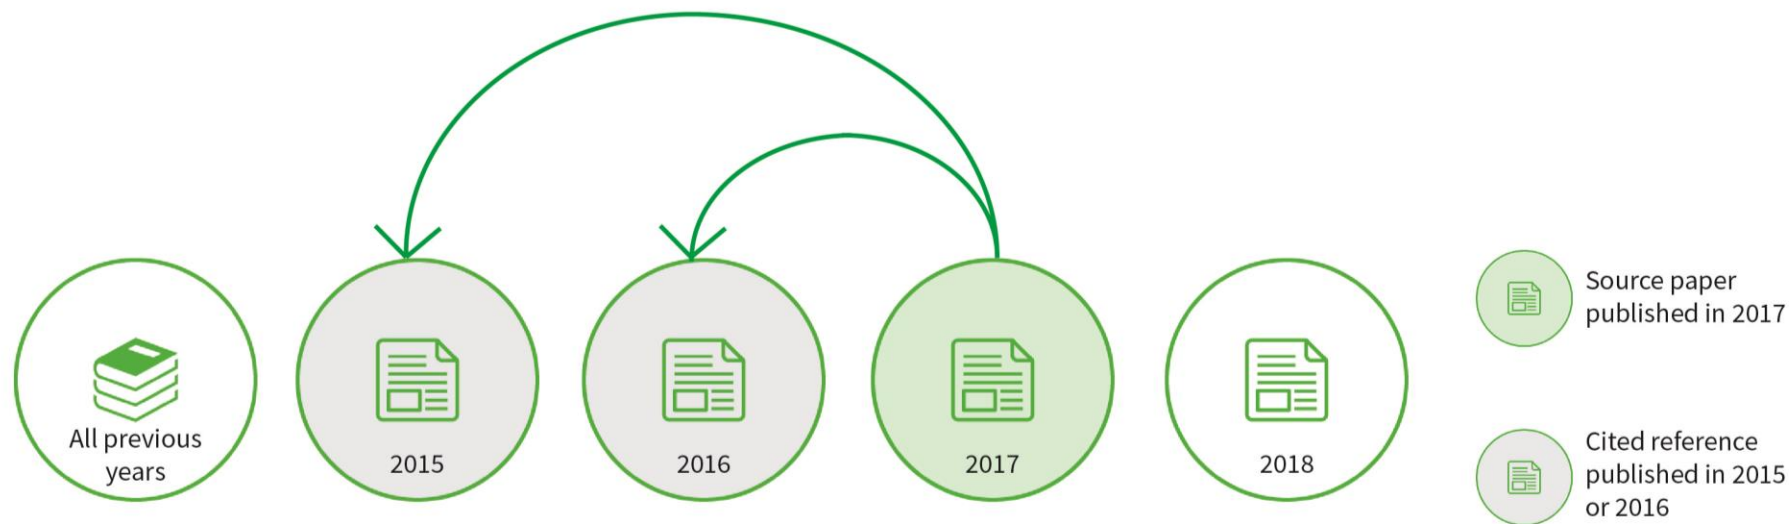 All previous
years
2015
2016
2017
2018
Source paper
published in 2017
Cited reference
published in 2015
or 2016